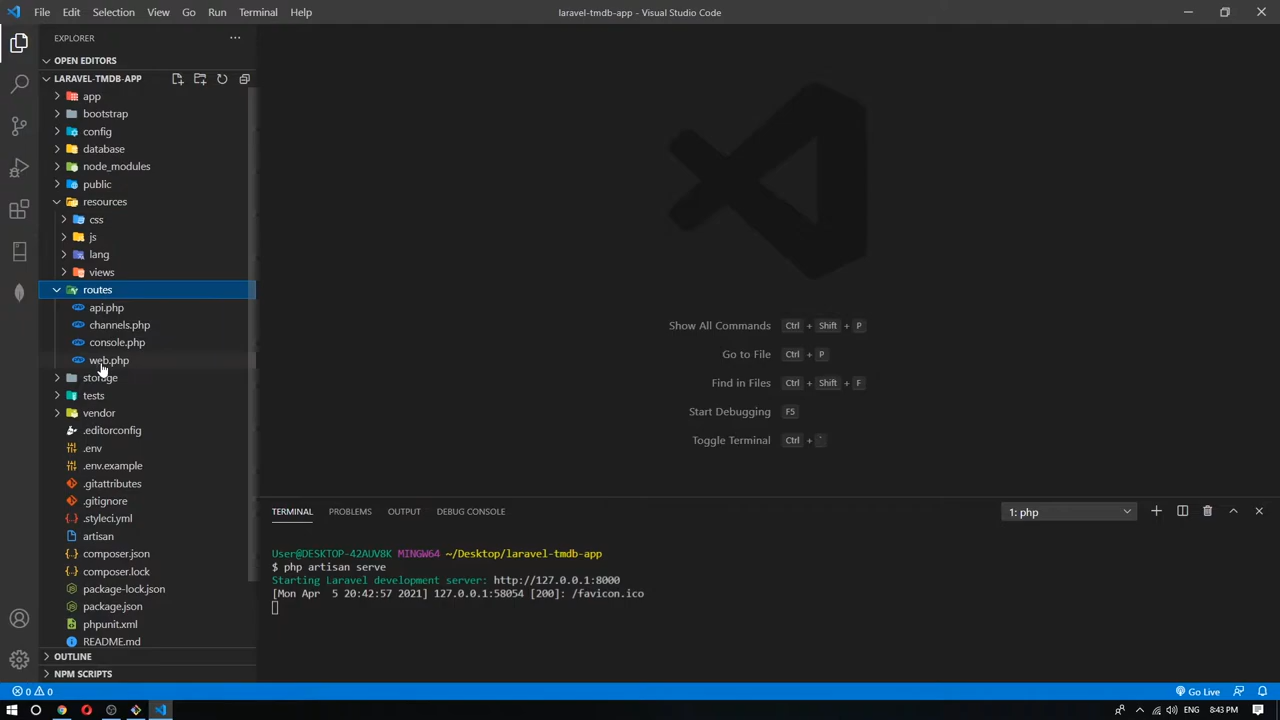 File Edit Selection View Go Run Terminal Help
laravel-tmdb-app - Visual Studio Code
EXPLORER
OPEN EDITORS
LARAVEL-TMDB-APP
app
bootstrap
config
database
node_modules
public
resources
css
js
lang
views
routes
api.php
channels.php
console.php
web.php
storage
tests
vendor
.editorconfig
.env
.env.example
.gitattributes
.gitignore
.styleci.yml
artisan
composer.json
composer.lock
package-lock.json
package.json
phpunit.xml
README.md
OUTLINE
NPM SCRIPTS
Show All Commands Ctrl + Shift + P
Go to File Ctrl + P
Find in Files Ctrl + Shift + F
Start Debugging F5
Toggle Terminal Ctrl + `
TERMINAL PROBLEMS OUTPUT DEBUG CONSOLE
1: php
User@DESKTOP-42AUV8K MINGW64 ~/Desktop/laravel-tmdb-app
$ php artisan serve
Starting Laravel development server: http://127.0.0.1:8000
[Mon Apr  5 20:42:57 2021] 127.0.0.1:58054 [200]: /favicon.ico
0 0
Go Live
8:43 PM